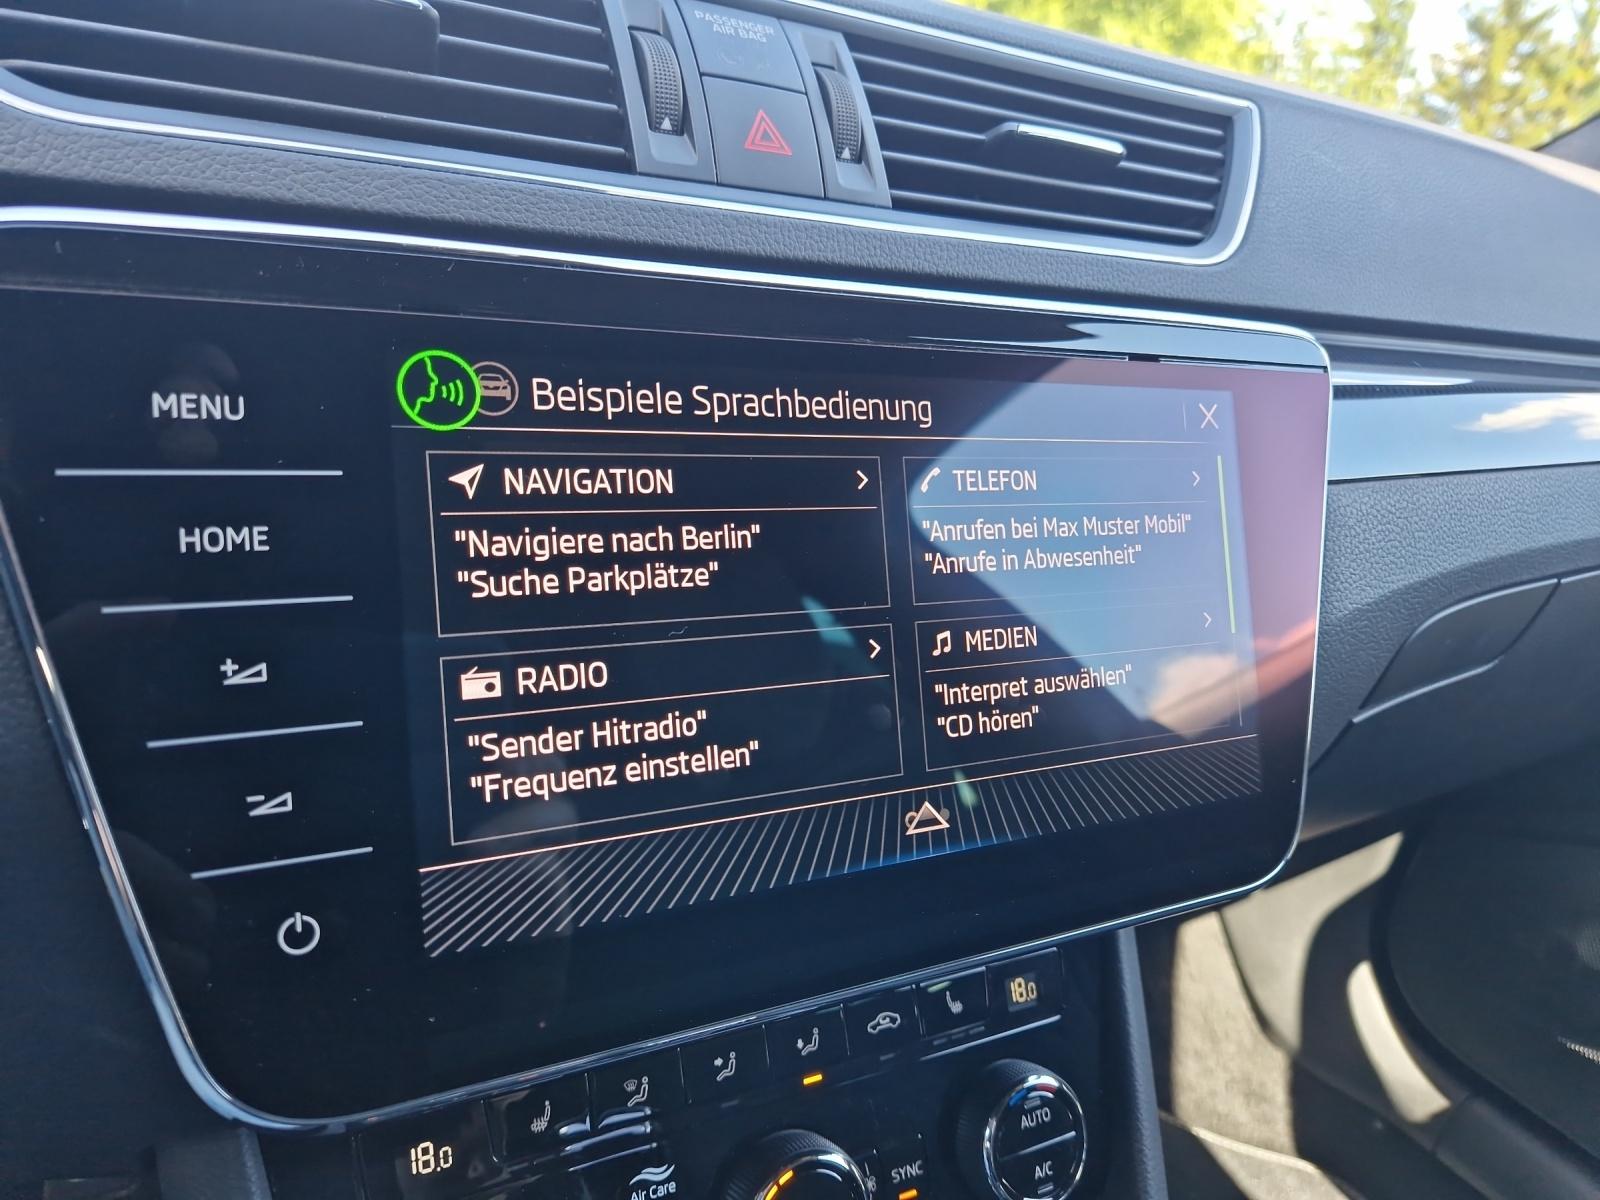 PASSENGER
AIR BAG
MENU
HOME
Beispiele Sprachbedienung
NAVIGATION
"Navigiere nach Berlin"
"Suche Parkplätze"
TELEFON
"Anrufen bei Max Muster Mobil"
"Anrufe in Abwesenheit"
RADIO
"Sender Hitradio"
"Frequenz einstellen"
MEDIEN
"Interpret auswählen"
"CD hören"
18.0
18.0
Air Care
SYNC
AUTO
A/C